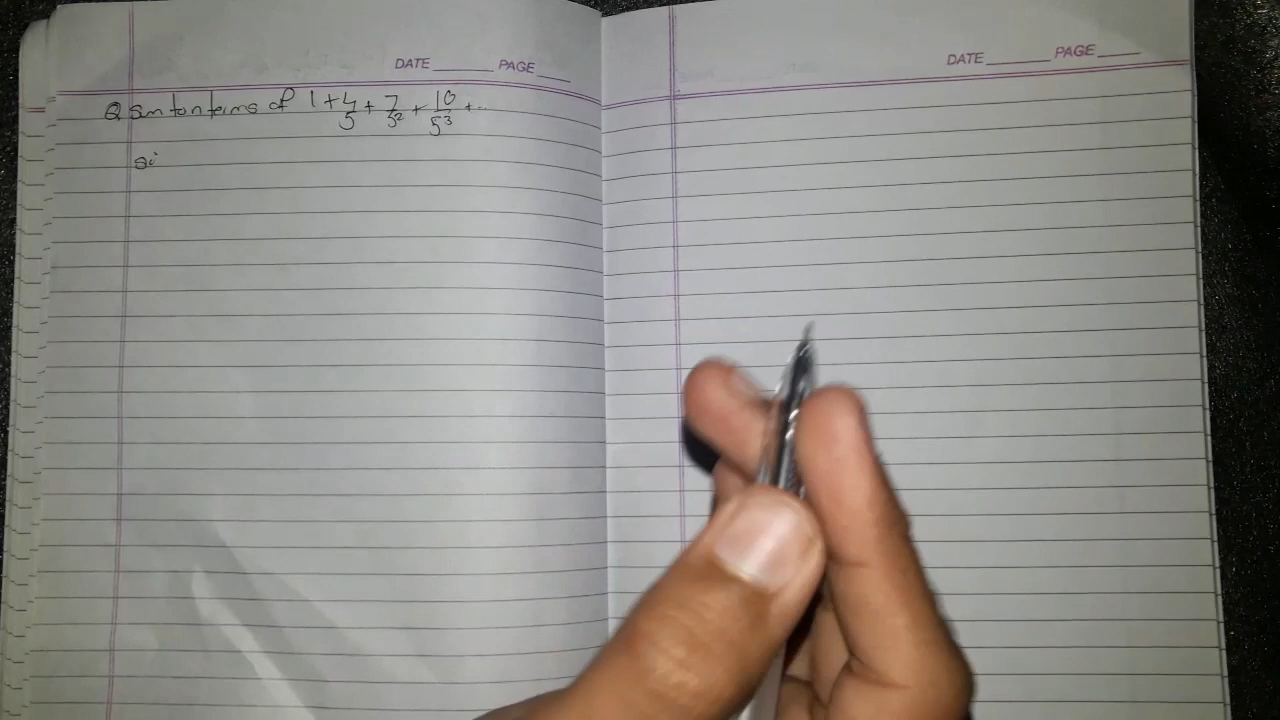 DATE PAGE
DATE PAGE
Q Sum to n terms of 1 + 4/5 + 7/5² + 10/5³ + ..